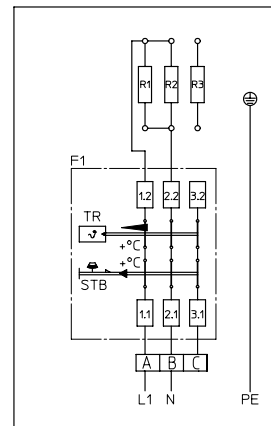 R1 R2 R3
F1
1.2 2.2 3.2
TR
ϑ
+°C
+°C
STB
1.1 2.1 3.1
A B C
L1 N PE